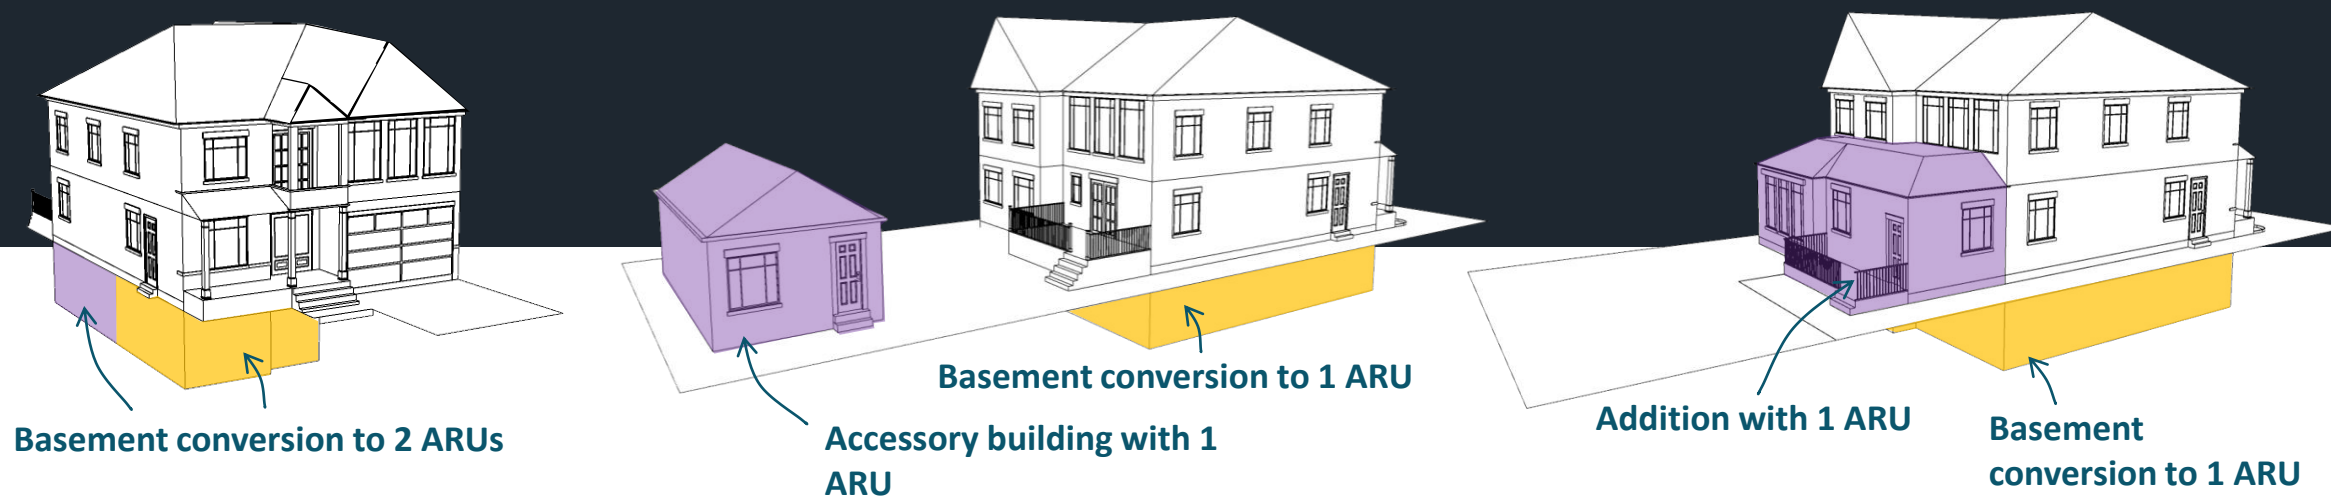 Basement conversion to 2 ARUs
Basement conversion to 1 ARU
Accessory building with 1
ARU
Addition with 1 ARU
Basement
conversion to 1 ARU